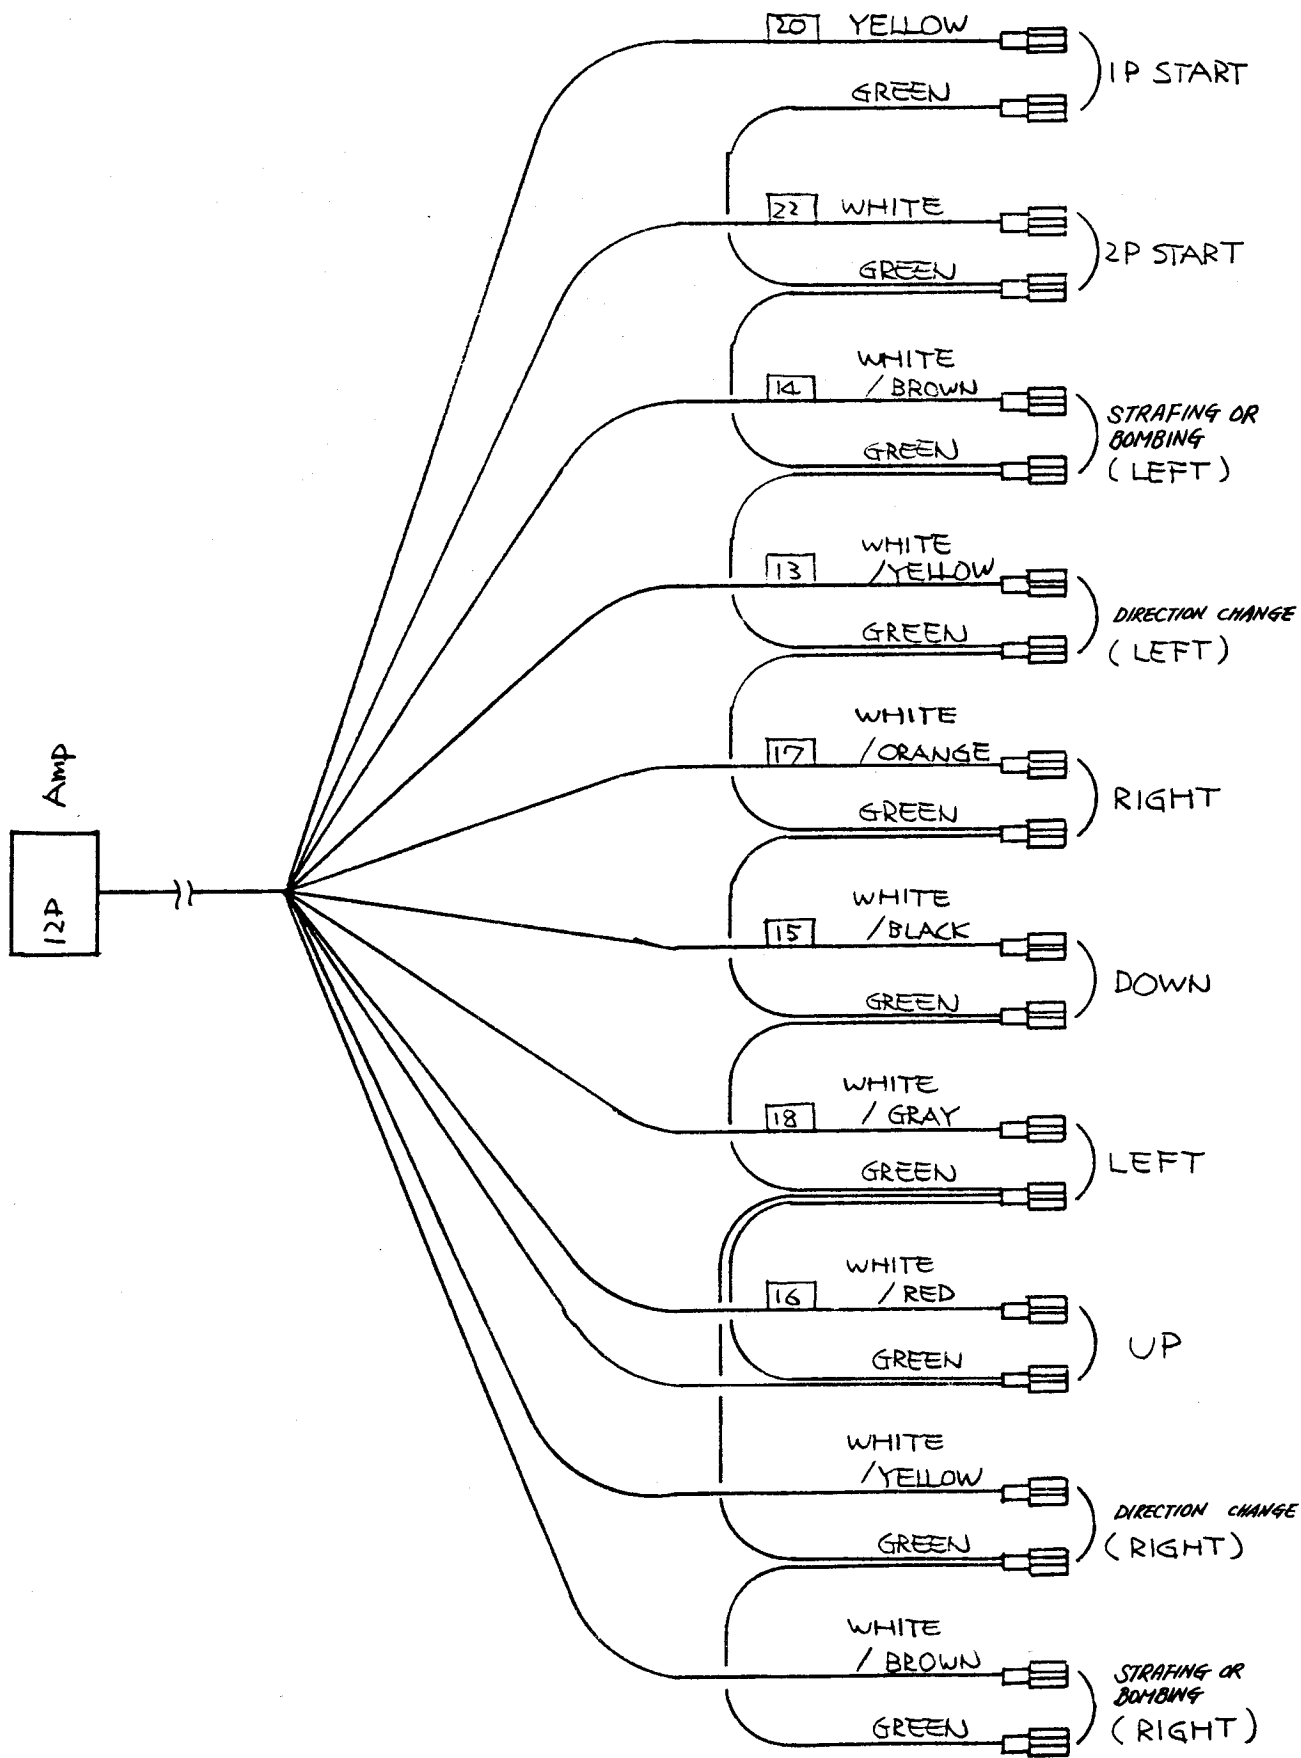 20 YELLOW
GREEN
1P START
22 WHITE
GREEN
2P START
WHITE
14 /BROWN
GREEN
STRAFING OR
BOMBING
(LEFT)
WHITE
13 /YELLOW
GREEN
DIRECTION CHANGE
(LEFT)
WHITE
17 /ORANGE
GREEN
RIGHT
Amp
12P
WHITE
15 /BLACK
GREEN
DOWN
WHITE
18 / GRAY
GREEN
LEFT
WHITE
16 / RED
GREEN
UP
WHITE
/YELLOW
GREEN
DIRECTION CHANGE
(RIGHT)
WHITE
/ BROWN
GREEN
STRAFING OR
BOMBING
(RIGHT)